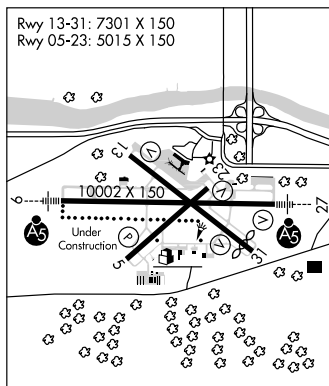 Rwy 13-31: 7301 X 150
Rwy 05-23: 5015 X 150
13
V
23
9
10002 X 150
V
V
27
A5
Under
Construction
P
V
A5
5
31